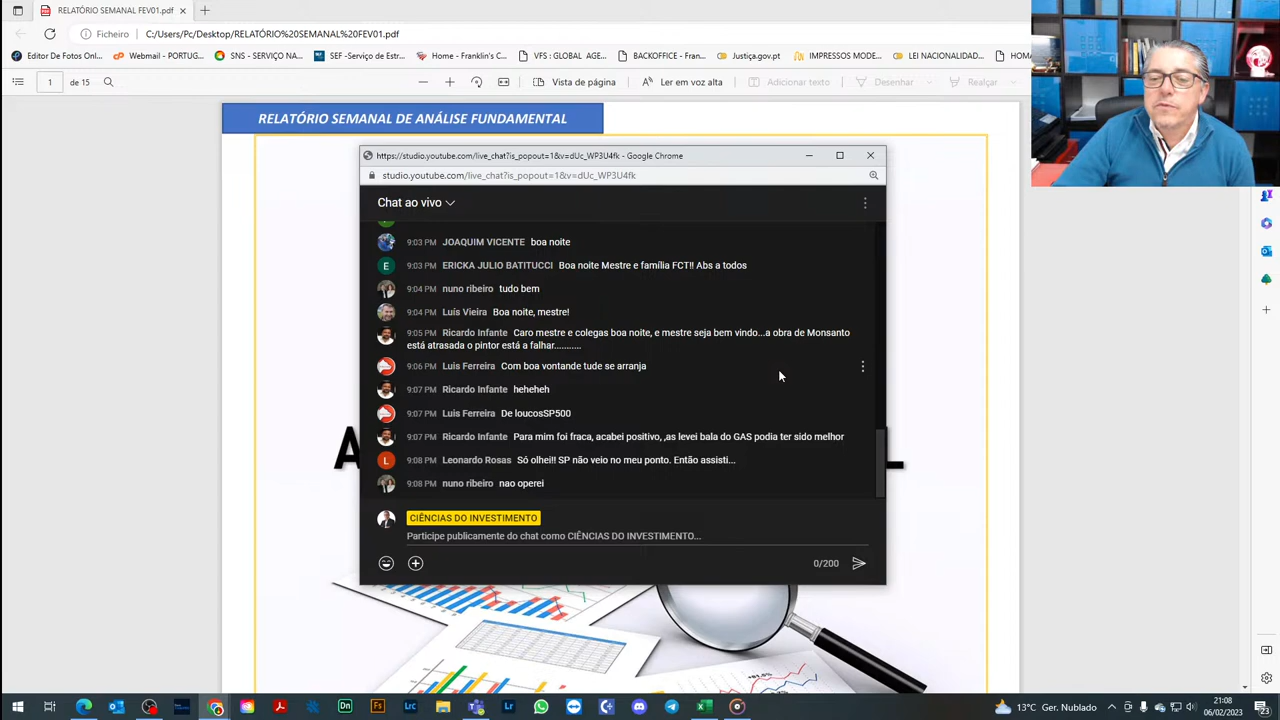 RELATÓRIO SEMANAL FEV01.pdf
Ficheiro
C:/Users/Pc/Desktop/RELATÓRIO%20SEMANAL%20FEV01.pdf
Editor De Fotos Onl...
Webmail - PORTUG...
SNS - SERVIÇO NA...
SEF -Serviço de Estr...
Home - Franklin's C...
VFS : GLOBAL AGE...
BACKOFFICE - Fran...
Justiça.gov.pt
IMPRESSOS MODE...
LEI NACIONALIDAD...
HOMA
1 de 15
Vista de página
Ler em voz alta
Adicionar texto
Desenhar
Realçar
RELATÓRIO SEMANAL DE ANÁLISE FUNDAMENTAL
https://studio.youtube.com/live_chat?is_popout=1&v=dUc_WP3U4fk - Google Chrome
studio.youtube.com/live_chat?is_popout=1&v=dUc_WP3U4fk
Chat ao vivo
9:03 PM JOAQUIM VICENTE boa noite
E 9:03 PM ERICKA JULIO BATITUCCI Boa noite Mestre e família FCT!! Abs a todos
9:04 PM nuno ribeiro tudo bem
9:04 PM Luís Vieira Boa noite, mestre!
9:05 PM Ricardo Infante Caro mestre e colegas boa noite, e mestre seja bem vindo...a obra de Monsanto
está atrasada o pintor está a falhar...........
9:06 PM Luis Ferreira Com boa vontande tude se arranja
9:07 PM Ricardo Infante heheheh
9:07 PM Luis Ferreira De loucosSP500
9:07 PM Ricardo Infante Para mim foi fraca, acabei positivo, ,as levei bala do GAS podia ter sido melhor
L 9:08 PM Leonardo Rosas Só olhei!! SP não veio no meu ponto. Então assisti...
9:08 PM nuno ribeiro nao operei
CIÊNCIAS DO INVESTIMENTO
Participe publicamente do chat como CIÊNCIAS DO INVESTIMENTO...
0/200
13°C Ger. Nublado
21:08
06/02/2023